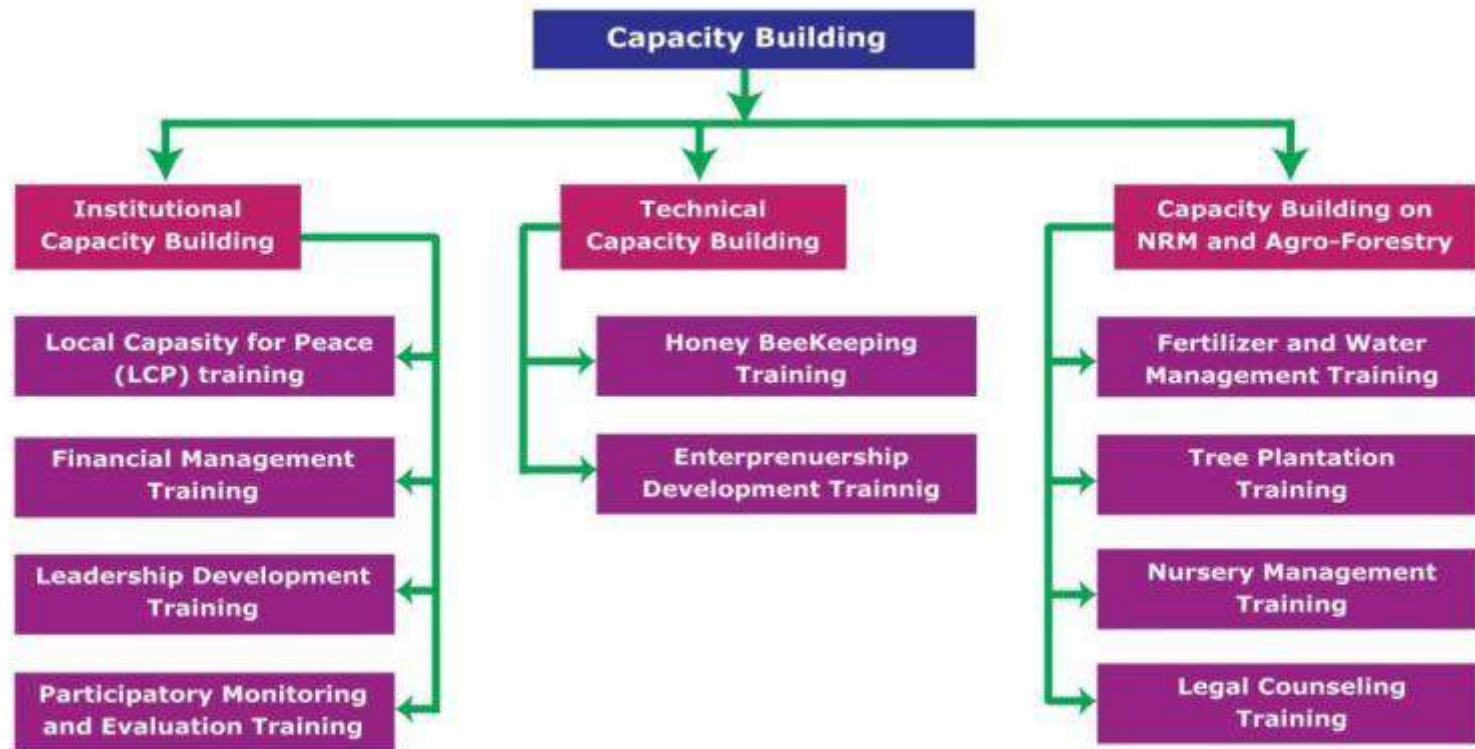 Capacity Building
Institutional
Capacity Building
Local Capasity for Peace
(LCP) training
Financial Management
Training
Leadership Development
Training
Participatory Monitoring
and Evaluation Training
Technical
Capacity Building
Honey BeeKeeping
Training
Enterprenuership
Development Trainnig
Capacity Building on
NRM and Agro-Forestry
Fertilizer and Water
Management Training
Tree Plantation
Training
Nursery Management
Training
Legal Counseling
Training